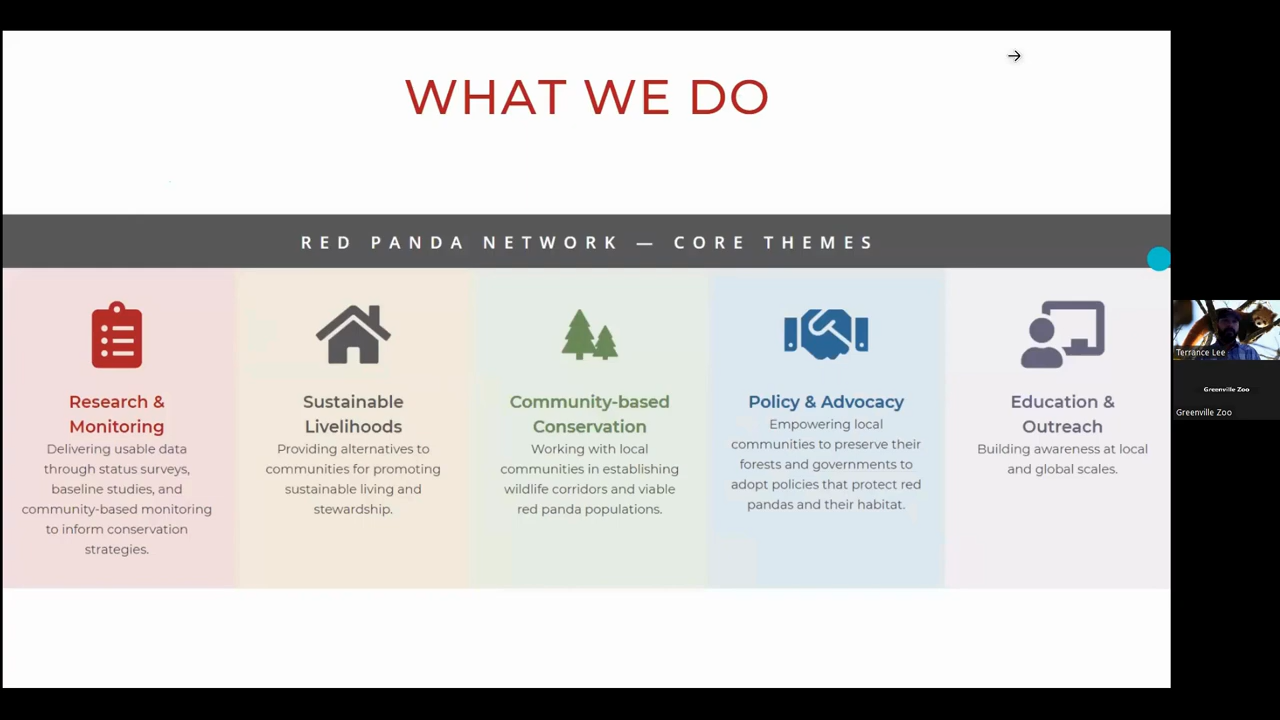 WHAT WE DO
RED PANDA NETWORK — CORE THEMES
Research &
Monitoring
Delivering usable data
through status surveys,
baseline studies, and
community-based monitoring
to inform conservation
strategies.
Sustainable
Livelihoods
Providing alternatives to
communities for promoting
sustainable living and
stewardship.
Community-based
Conservation
Working with local
communities in establishing
wildlife corridors and viable
red panda populations.
Policy & Advocacy
Empowering local
communities to preserve their
forests and governments to
adopt policies that protect red
pandas and their habitat.
Education &
Outreach
Building awareness at local
and global scales.
Terrance Lee
Greenville Zoo
Greenville Zoo